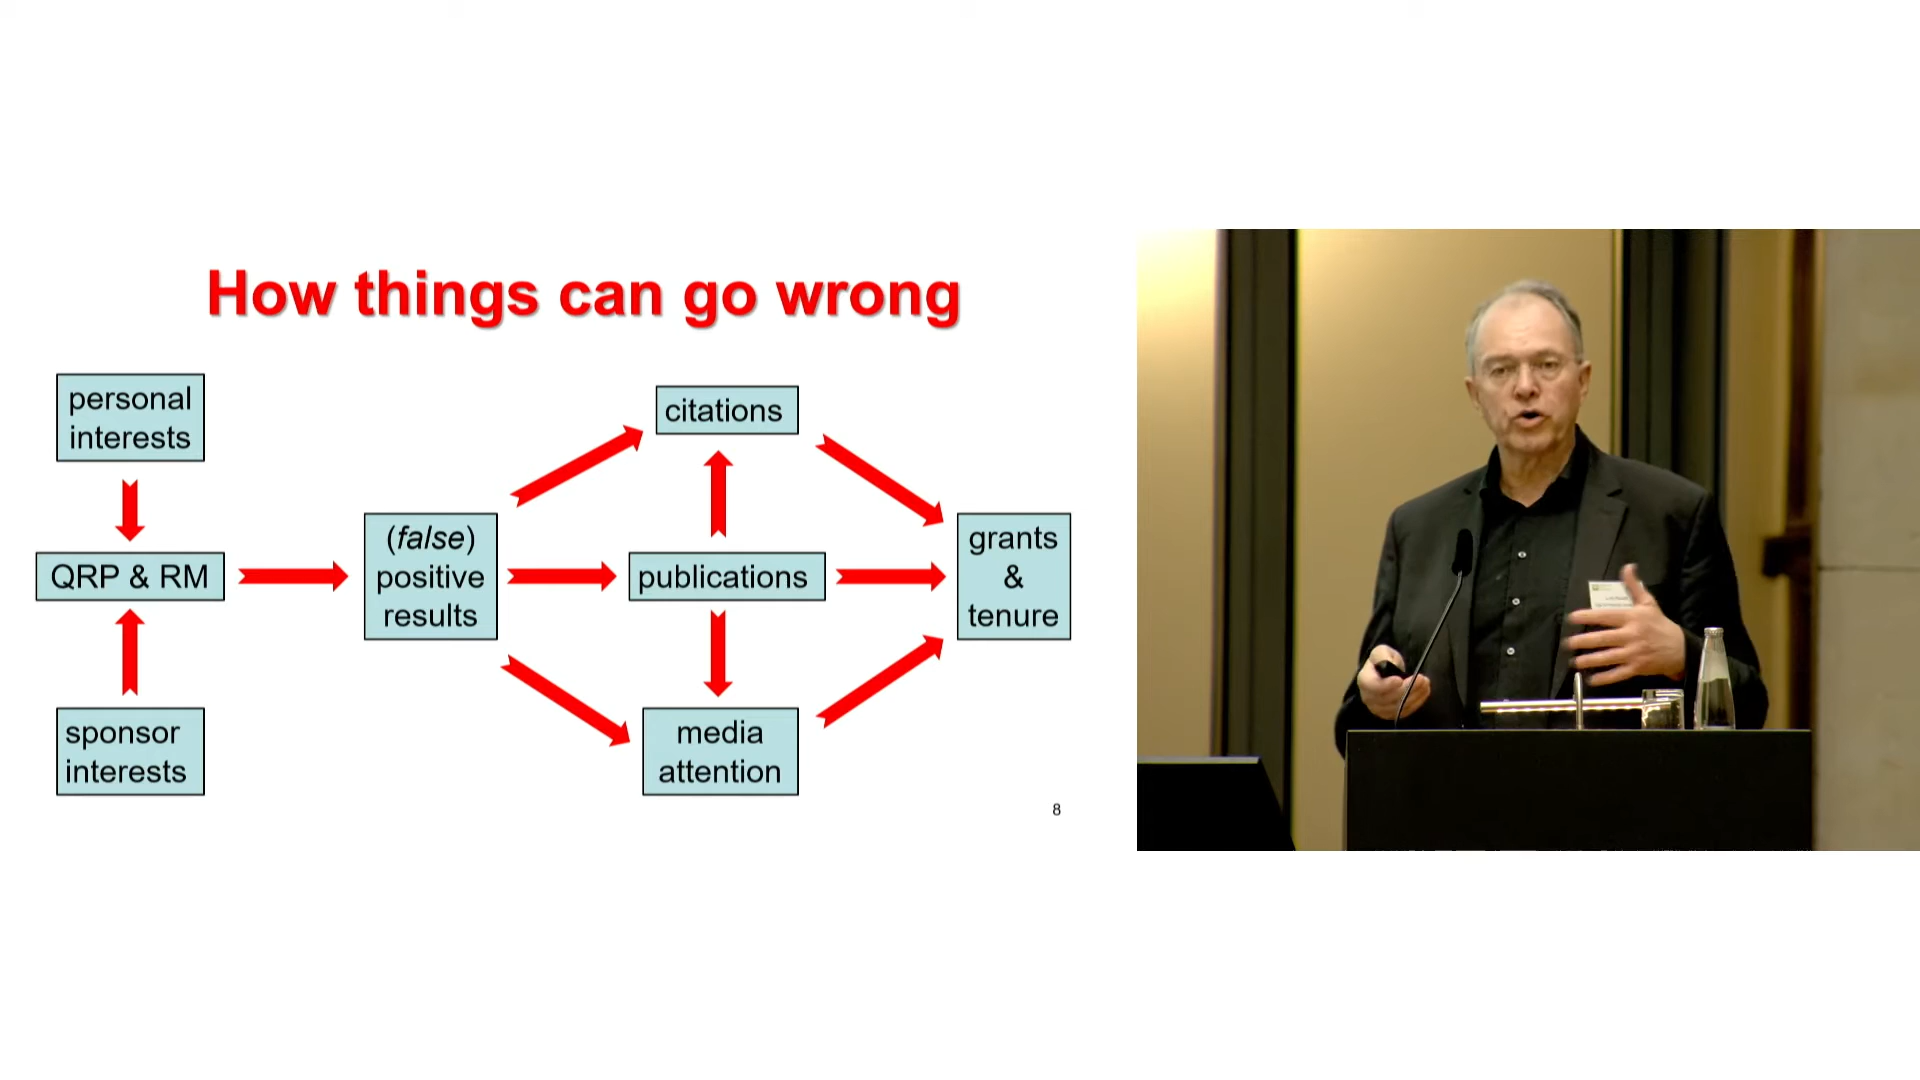 How things can go wrong
personal
interests
QRP & RM
sponsor
interests
(false)
positive
results
citations
publications
media
attention
grants
&
tenure
8